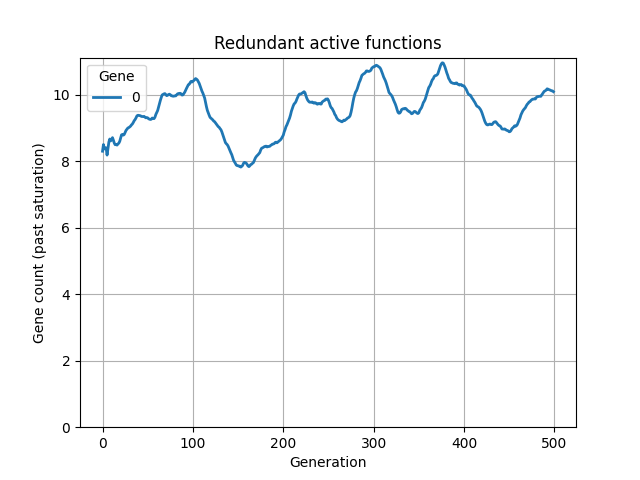 Redundant active functions
Gene
0
10
8
6
4
2
0
Gene count (past saturation)
0 100 200 300 400 500
Generation